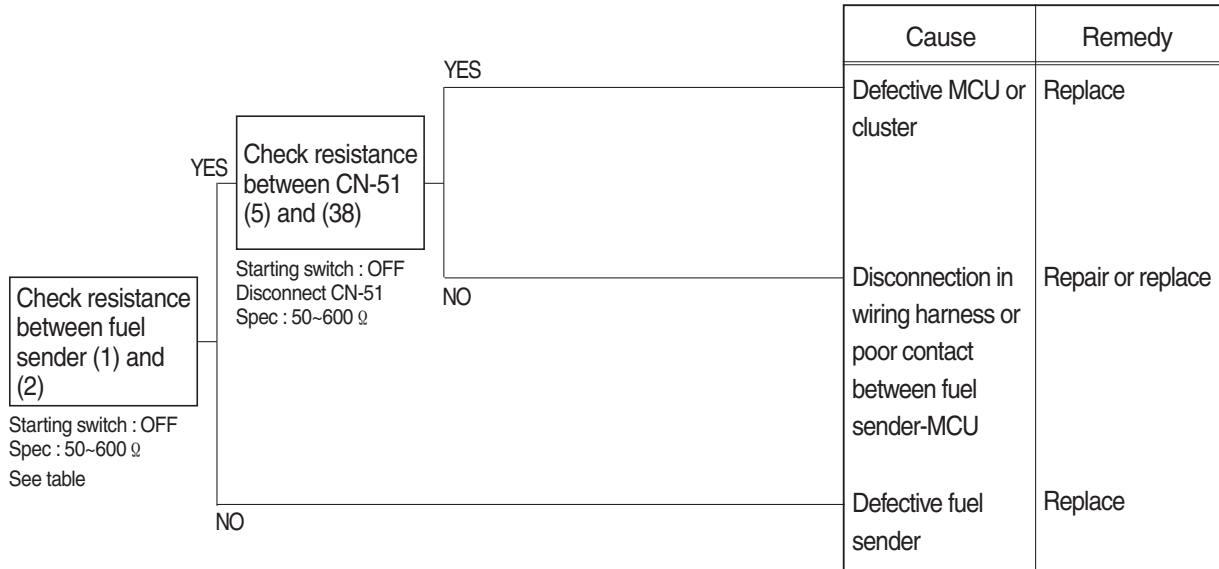 Cause
Remedy
YES
Defective MCU or
cluster
Replace
YES
Check resistance
between CN-51
(5) and (38)
Starting switch : OFF
Disconnect CN-51
Spec : 50~600 Ω
NO
Disconnection in
wiring harness or
poor contact
between fuel
sender-MCU
Repair or replace
Check resistance
between fuel
sender (1) and
(2)
Starting switch : OFF
Spec : 50~600 Ω
See table
NO
Defective fuel
sender
Replace